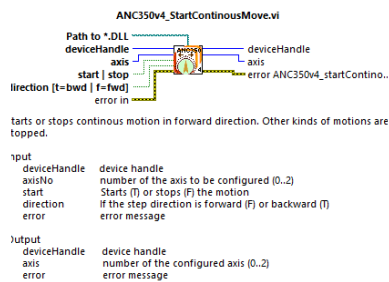 ANC350v4_StartContinousMove.vi
Path to *.DLL
deviceHandle
deviceHandle
axis
axis
start | stop
error ANC350v4_startContino..
lirection [t=bwd | f=fwd]
error in
tarts or stops continous motion in forward direction. Other kinds of motions are
topped.
nput
deviceHandle device handle
axisNo number of the axis to be configured (0..2)
start Starts (T) or stops (F) the motion
direction If the step direction is forward (F) or backward (T)
error error message
Output
deviceHandle device handle
axis number of the configured axis (0..2)
error error message